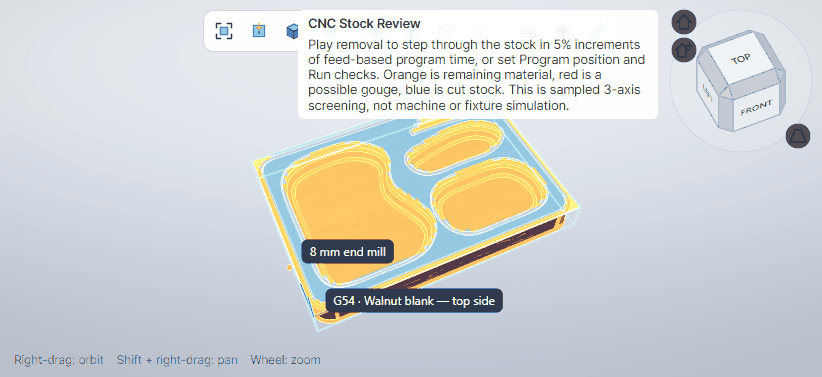 CNC Stock Review
Play removal to step through the stock in 5% increments
of feed-based program time, or set Program position and
Run checks. Orange is remaining material, red is a
possible gouge, blue is cut stock. This is sampled 3-axis
screening, not machine or fixture simulation.
TOP
FRONT
8 mm end mill
G54 · Walnut blank — top side
Right-drag: orbit Shift + right-drag: pan Wheel: zoom